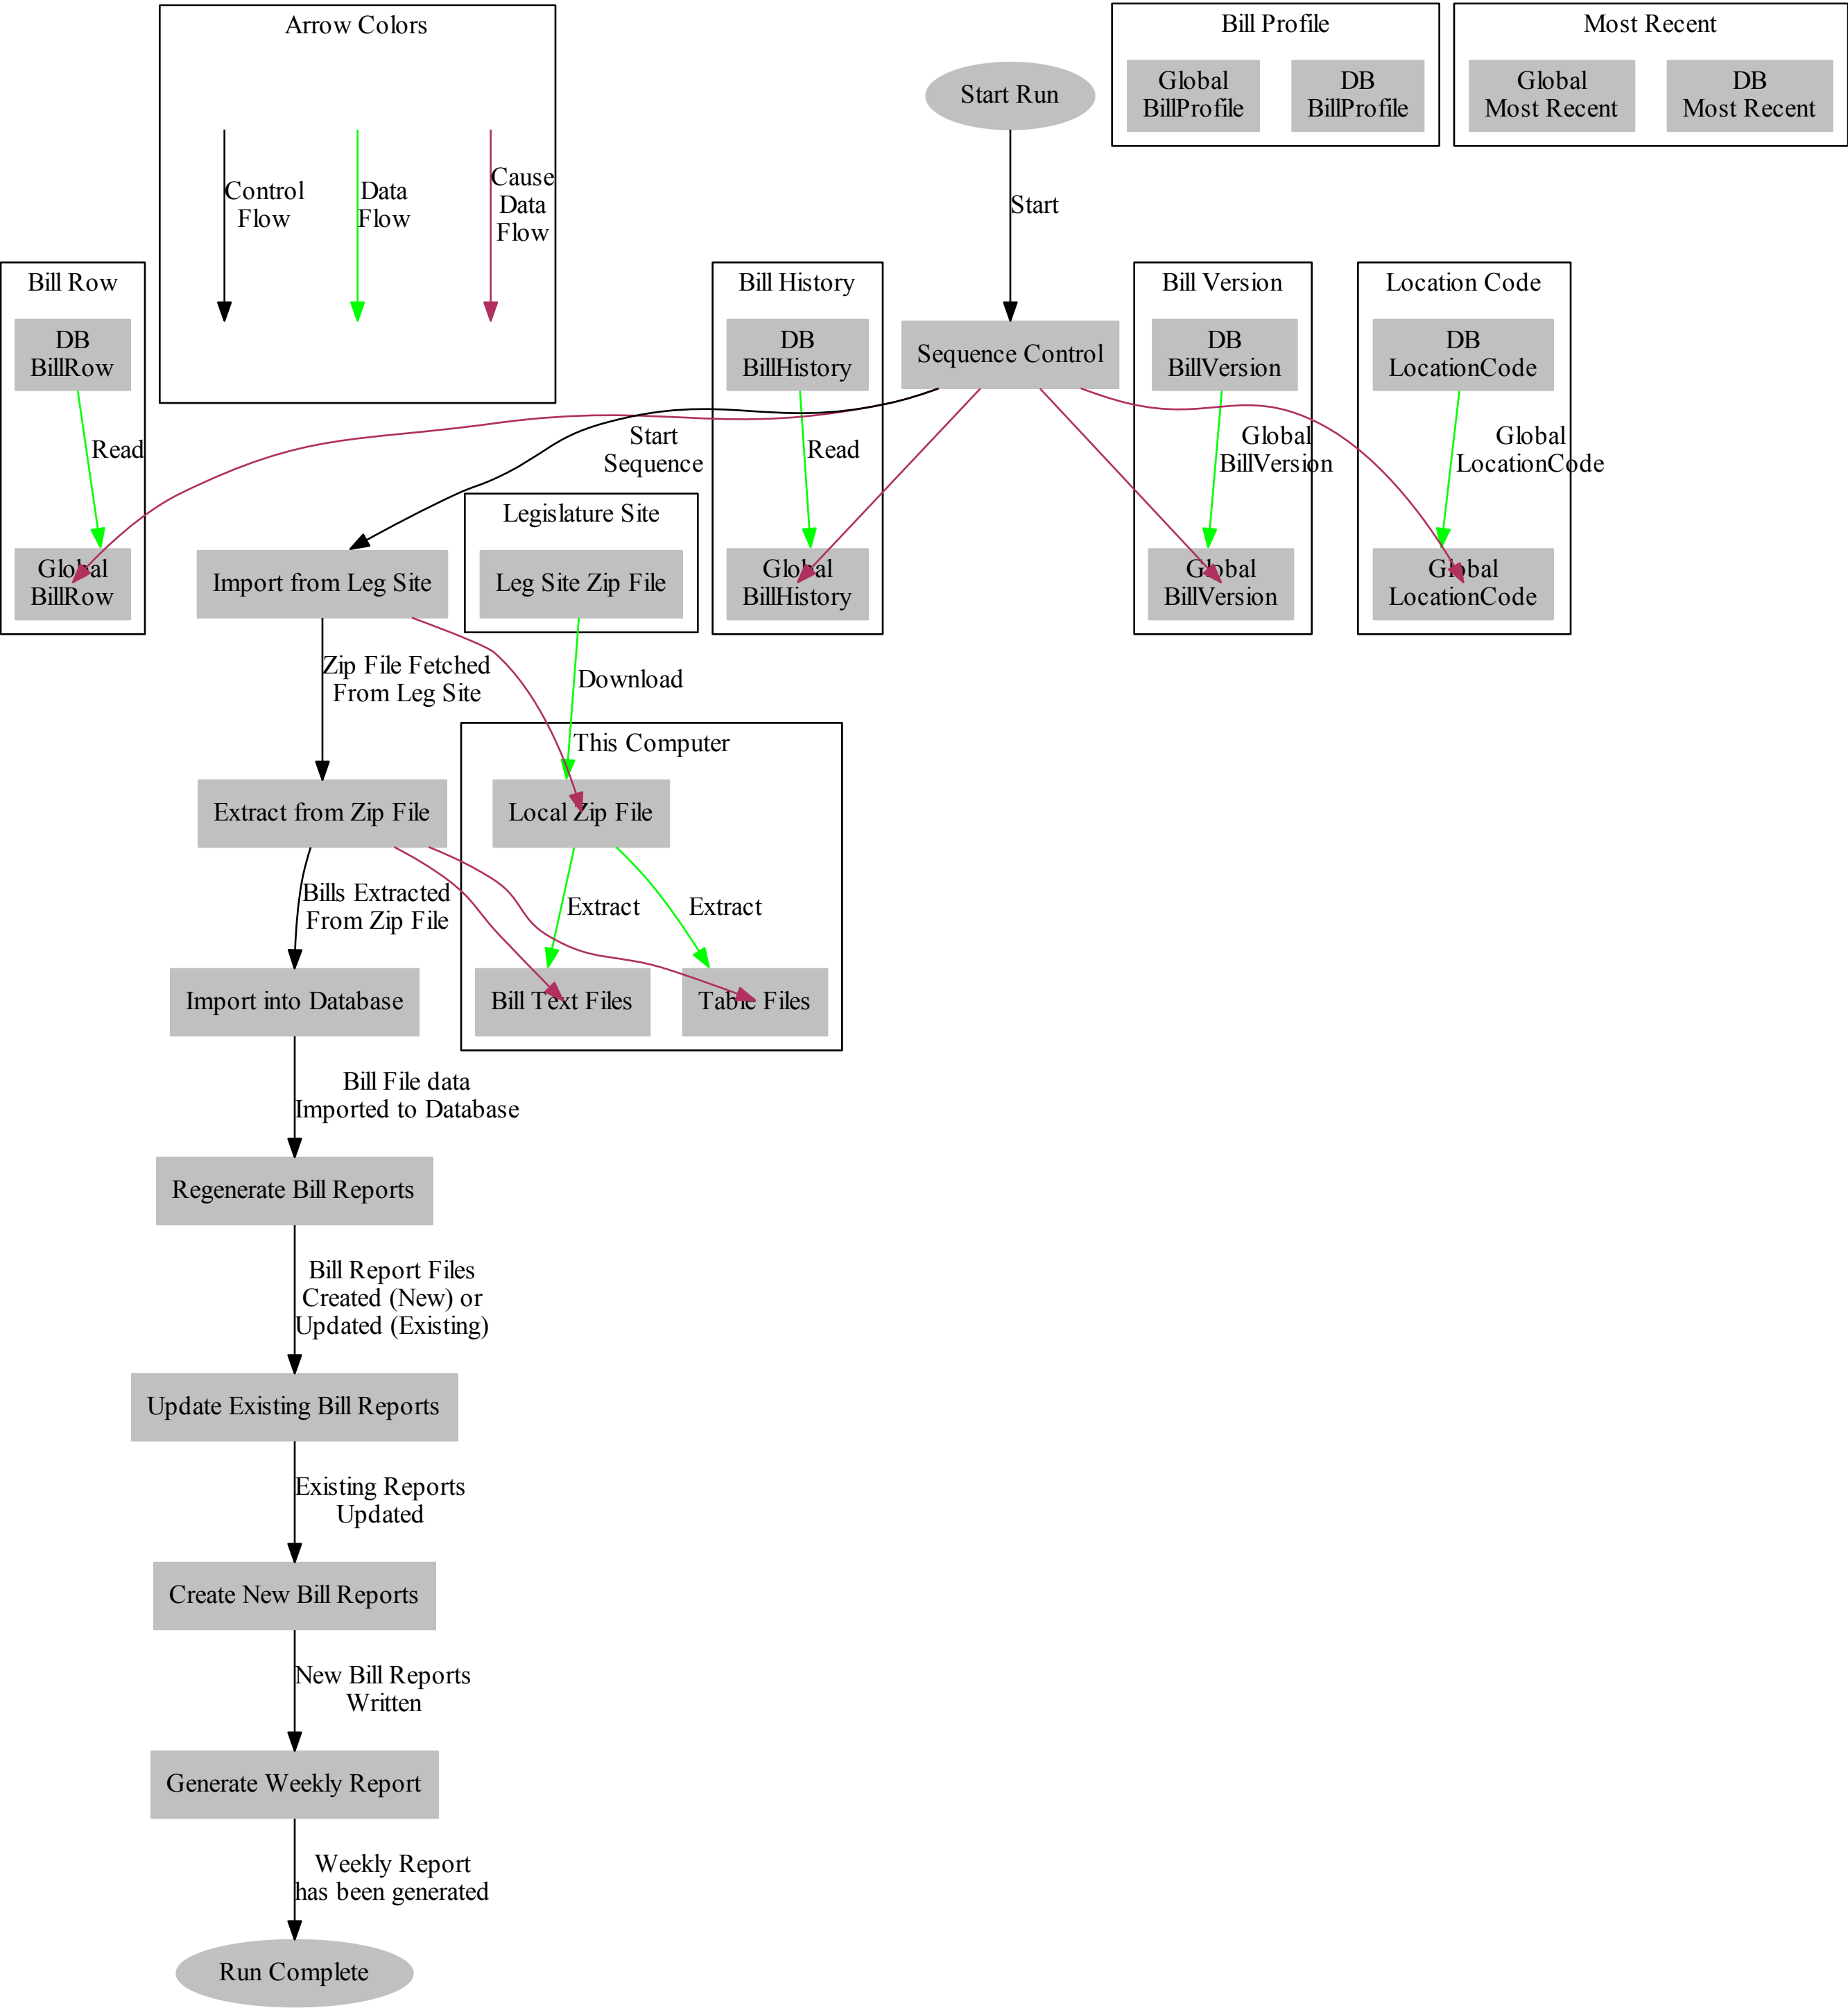 Arrow Colors
Control
Flow
Data
Flow
Cause
Data
Flow
Start Run
Start
Bill Profile
Global
BillProfile
DB
BillProfile
Most Recent
Global
Most Recent
DB
Most Recent
Bill Row
DB
BillRow
Read
Global
BillRow
Bill History
DB
BillHistory
Read
Global
BillHistory
Sequence Control
Bill Version
DB
BillVersion
Global
BillVersion
Global
BillVersion
Location Code
DB
LocationCode
Global
LocationCode
Global
LocationCode
Start
Sequence
Legislature Site
Leg Site Zip File
Import from Leg Site
Zip File Fetched
From Leg Site
Download
This Computer
Local Zip File
Extract from Zip File
Bills Extracted
From Zip File
Extract
Extract
Bill Text Files
Table Files
Import into Database
Bill File data
Imported to Database
Regenerate Bill Reports
Bill Report Files
Created (New) or
Updated (Existing)
Update Existing Bill Reports
Existing Reports
Updated
Create New Bill Reports
New Bill Reports
Written
Generate Weekly Report
Weekly Report
has been generated
Run Complete